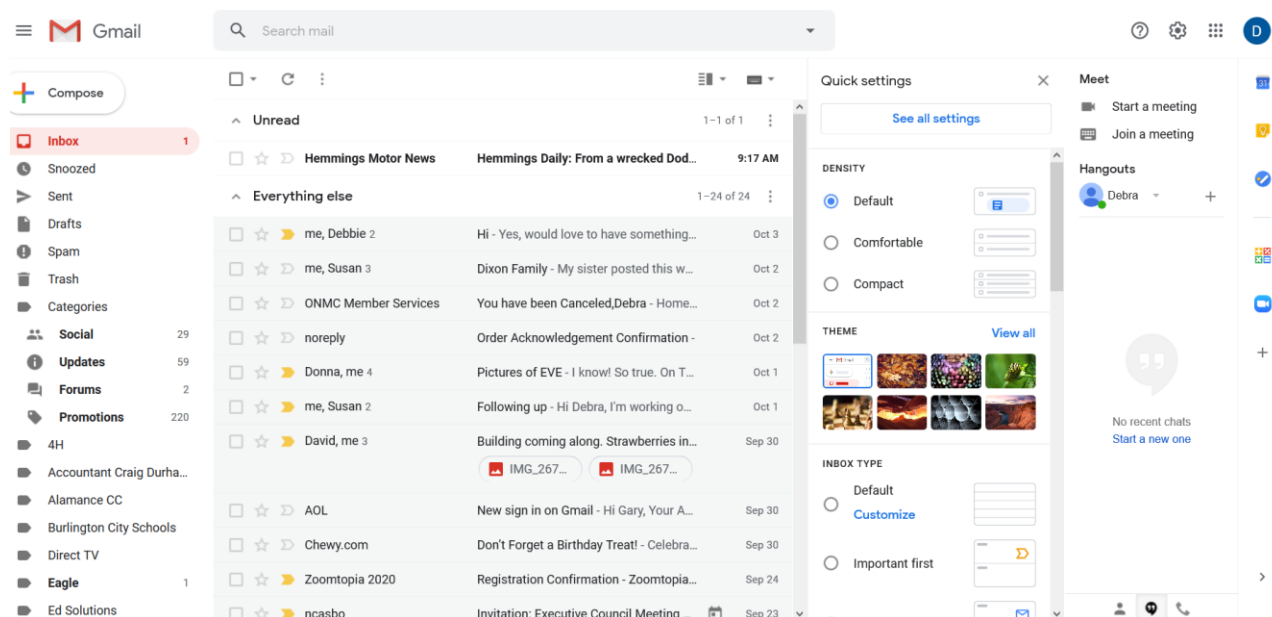 Gmail
Search mail
D
Compose
Inbox 1
Snoozed
Sent
Drafts
Spam
Trash
Categories
Social 29
Updates 59
Forums 2
Promotions 220
4H
Accountant Craig Durha...
Alamance CC
Burlington City Schools
Direct TV
Eagle 1
Ed Solutions
Unread 1–1 of 1
Hemmings Motor News Hemmings Daily: From a wrecked Dod... 9:17 AM
Everything else 1–24 of 24
me, Debbie 2 Hi - Yes, would love to have something... Oct 3
me, Susan 3 Dixon Family - My sister posted this w... Oct 2
ONMC Member Services You have been Canceled,Debra - Home... Oct 2
noreply Order Acknowledgement Confirmation - Oct 2
Donna, me 4 Pictures of EVE - I know! So true. On T... Oct 1
me, Susan 2 Following up - Hi Debra, I'm working o... Oct 1
David, me 3 Building coming along. Strawberries in... Sep 30
IMG_267... IMG_267...
AOL New sign in on Gmail - Hi Gary, Your A... Sep 30
Chewy.com Don't Forget a Birthday Treat! - Celebra... Sep 30
Zoomtopia 2020 Registration Confirmation - Zoomtopia... Sep 24
ncasbo Invitation: Executive Council Meeting ... Sep 23
Quick settings
See all settings
DENSITY
Default
Comfortable
Compact
THEME View all
INBOX TYPE
Default
Customize
Important first
Meet
Start a meeting
Join a meeting
Hangouts
Debra
No recent chats
Start a new one
31